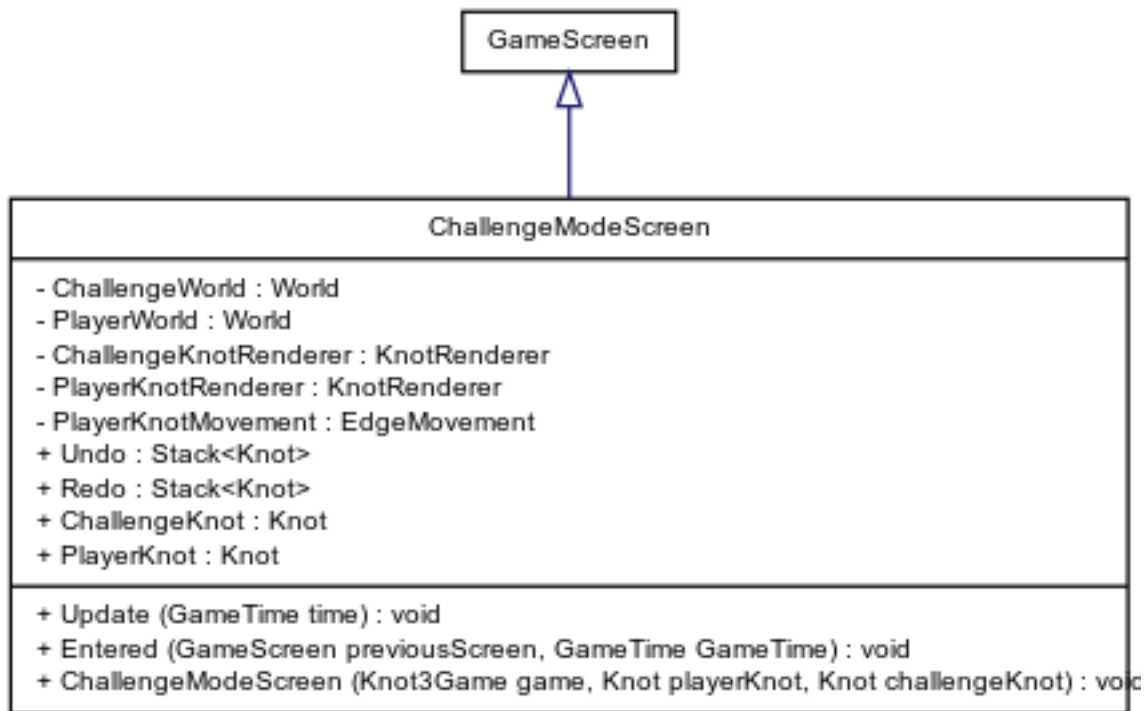 GameScreen
ChallengeModeScreen
- ChallengeWorld : World
- PlayerWorld : World
- ChallengeKnotRenderer : KnotRenderer
- PlayerKnotRenderer : KnotRenderer
- PlayerKnotMovement : EdgeMovement
+ Undo : Stack<Knot>
+ Redo : Stack<Knot>
+ ChallengeKnot : Knot
+ PlayerKnot : Knot
+ Update (GameTime time) : void
+ Entered (GameScreen previousScreen, GameTime GameTime) : void
+ ChallengeModeScreen (Knot3Game game, Knot playerKnot, Knot challengeKnot) : void